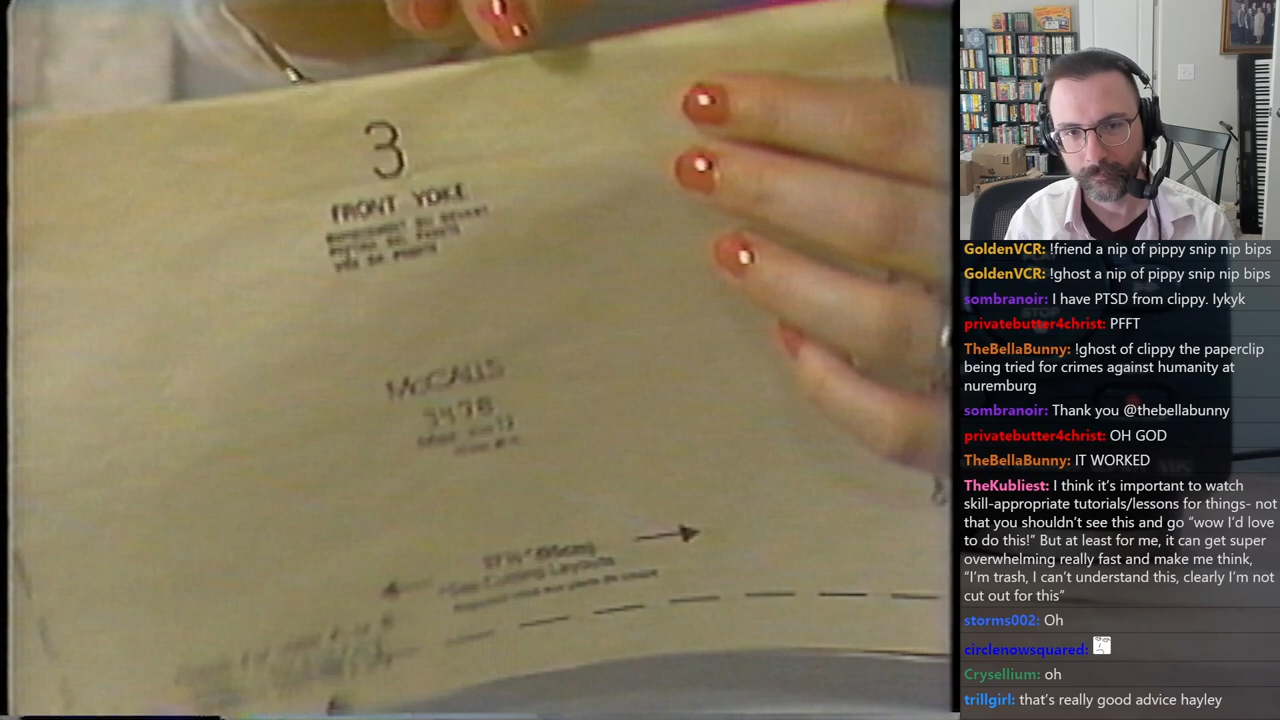 3
FRONT YOKE
McCALLS
3478
See Cutting Layouts
GoldenVCR: !friend a nip of pippy snip nip bips
GoldenVCR: !ghost a nip of pippy snip nip bips
sombranoir: I have PTSD from clippy. Iykyk
privatebutter4christ: PFFT
TheBellaBunny: !ghost of clippy the paperclip
being tried for crimes against humanity at
nuremburg
sombranoir: Thank you @thebellabunny
privatebutter4christ: OH GOD
TheBellaBunny: IT WORKED
TheKubliest: I think it’s important to watch
skill-appropriate tutorials/lessons for things- not
that you shouldn’t see this and go “wow I’d love
to do this!” But at least for me, it can get super
overwhelming really fast and make me think,
“I’m trash, I can’t understand this, clearly I’m not
cut out for this”
storms002: Oh
circlenowsquared:
Crysellium: oh
trillgirl: that’s really good advice hayley